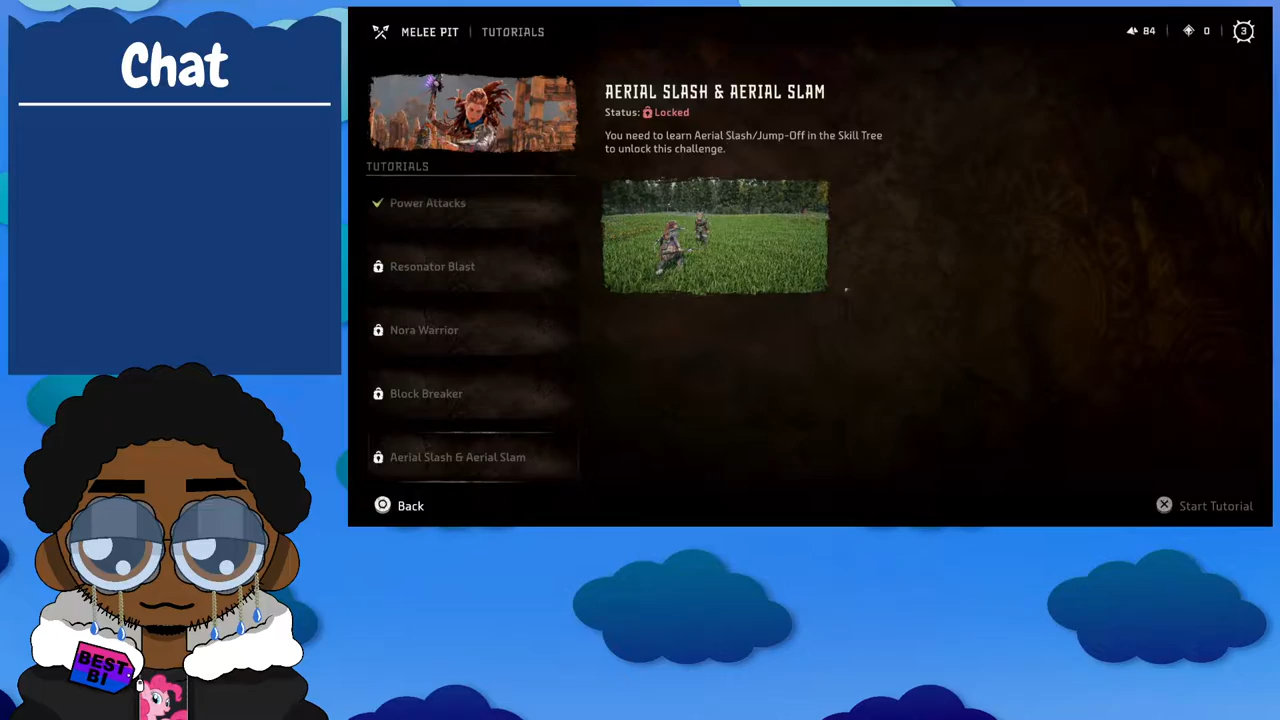 Chat
MELEE PIT | TUTORIALS
84 | 0 | 3
TUTORIALS
Power Attacks
Resonator Blast
Nora Warrior
Block Breaker
Aerial Slash & Aerial Slam
AERIAL SLASH & AERIAL SLAM
Status: Locked
You need to learn Aerial Slash/Jump-Off in the Skill Tree
to unlock this challenge.
Back
Start Tutorial
BEST.
BI